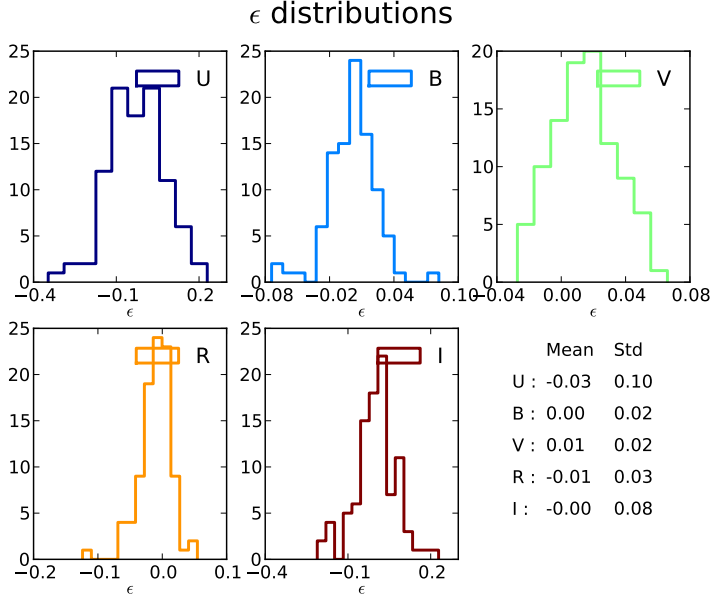 ϵ distributions
25
20
15
10
5
0
−0.4
−0.1
0.2
ϵ
U
25
20
15
10
5
0
−0.08
−0.02
0.04
0.10
ϵ
B
20
15
10
5
0
−0.04
0.00
0.04
0.08
ϵ
V
25
20
15
10
5
0
−0.2
−0.1
0.0
0.1
ϵ
R
25
20
15
10
5
0
−0.4
−0.1
0.2
ϵ
I
Mean Std
U : -0.03 0.10
B : 0.00 0.02
V : 0.01 0.02
R : -0.01 0.03
I : -0.00 0.08